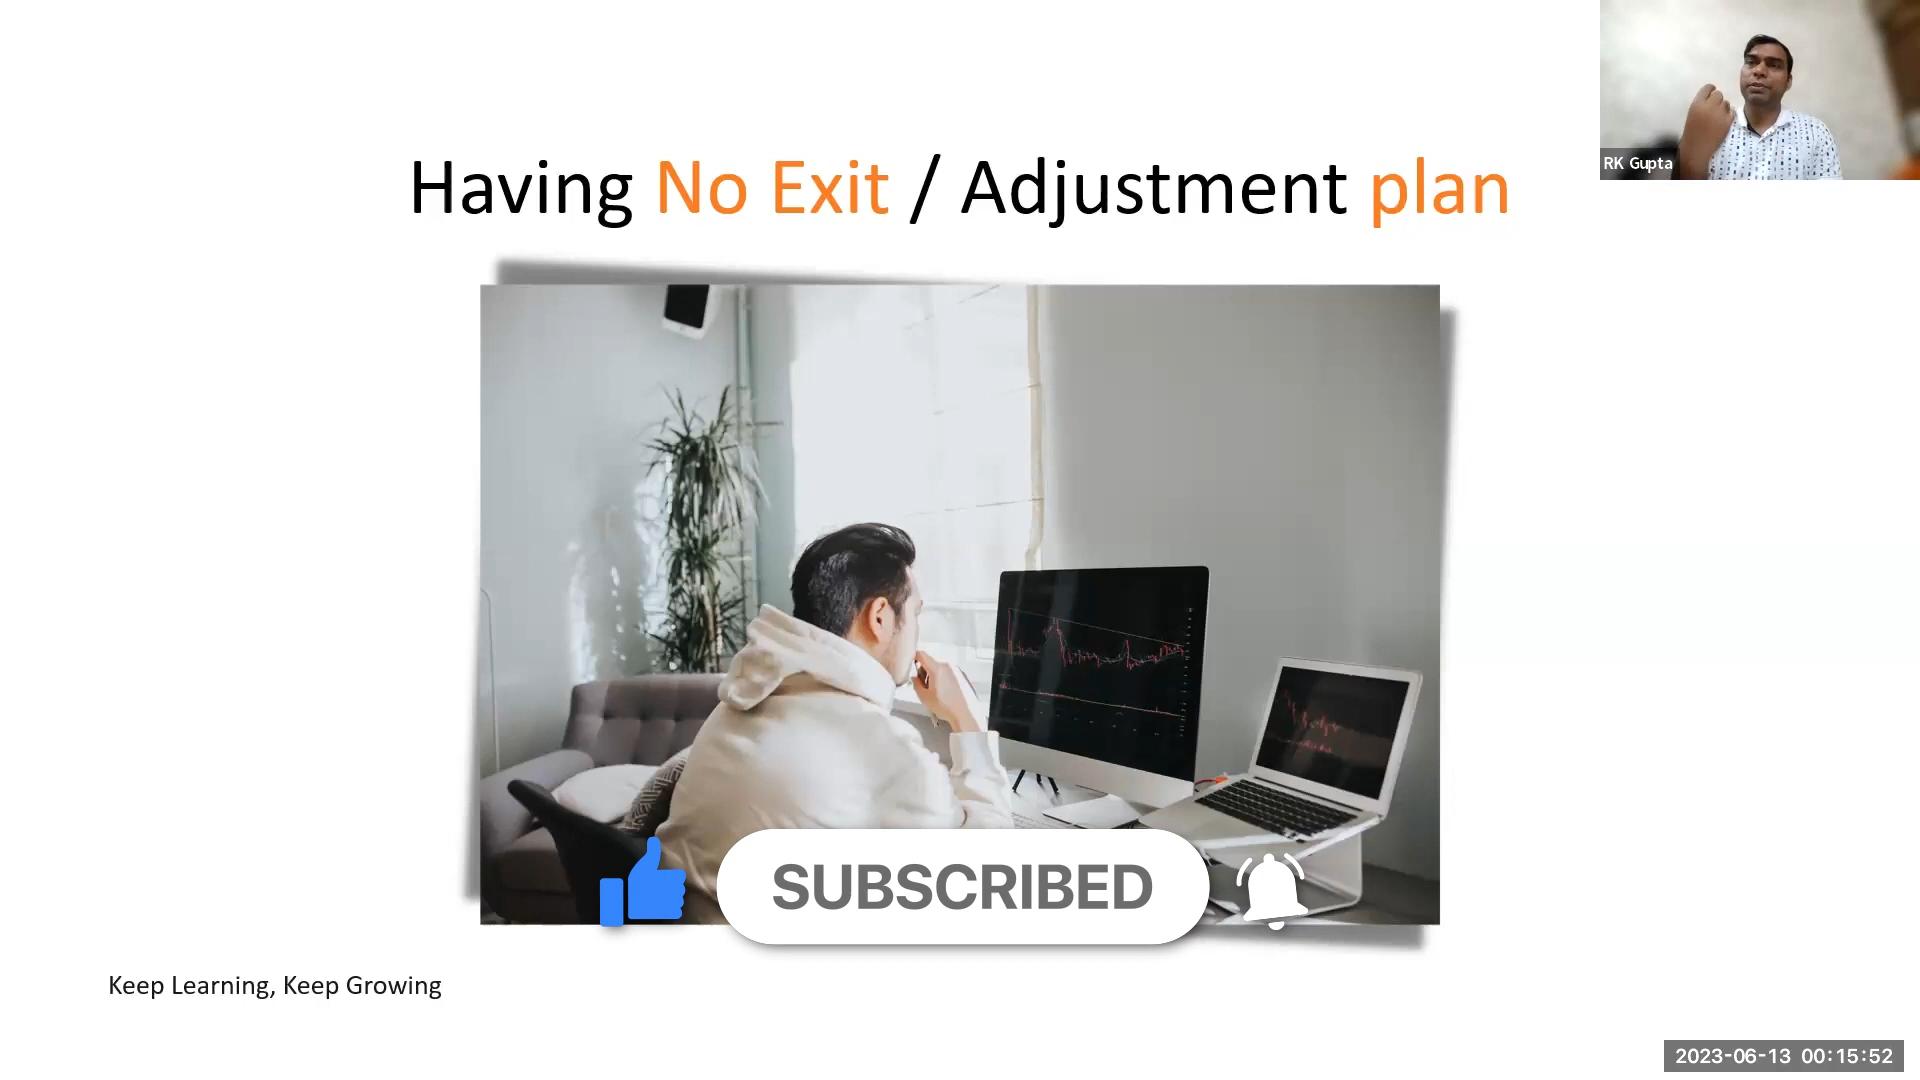 RK Gupta
Having No Exit / Adjustment plan
SUBSCRIBED
Keep Learning, Keep Growing
2023-06-13 00:15:52